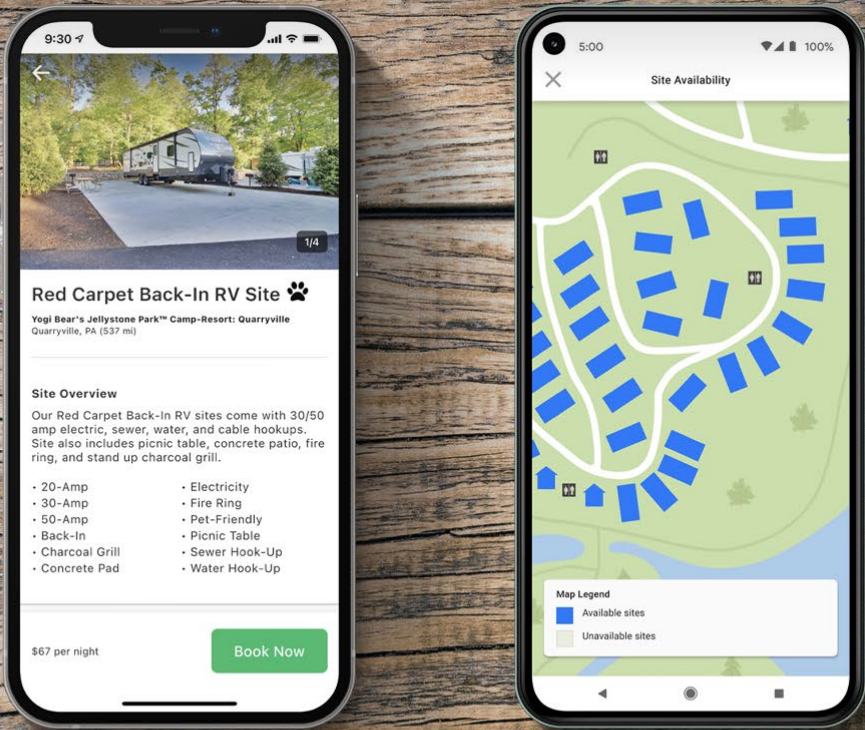 9:30
1/4
Red Carpet Back-In RV Site
Yogi Bear's Jellystone Park™ Camp-Resort: Quarryville
Quarryville, PA (537 mi)
Site Overview
Our Red Carpet Back-In RV sites come with 30/50
amp electric, sewer, water, and cable hookups.
Site also includes picnic table, concrete patio, fire
ring, and stand up charcoal grill.
• 20-Amp
• 30-Amp
• 50-Amp
• Back-In
• Charcoal Grill
• Concrete Pad
• Electricity
• Fire Ring
• Pet-Friendly
• Picnic Table
• Sewer Hook-Up
• Water Hook-Up
$67 per night
Book Now
5:00
100%
Site Availability
Map Legend
Available sites
Unavailable sites